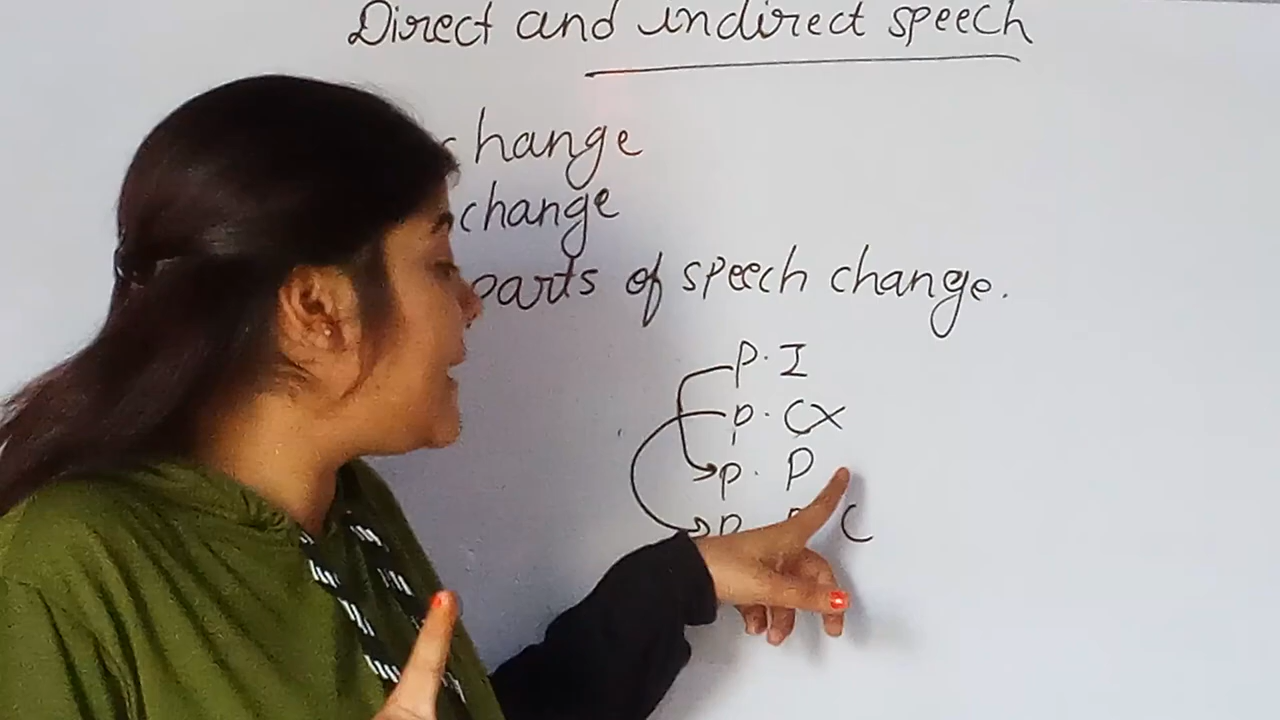 Direct and indirect speech
change
change
parts of speech change.
P. I
P. CX
P. P
P C